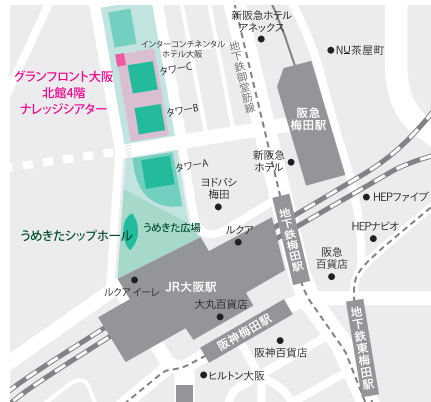 新阪急ホテル
アネックス
インターコンチネンタル
ホテル大阪
地下鉄御堂筋線
NU茶屋町
タワーC
グランフロント大阪
北館4階
ナレッジシアター
タワーB
阪急
梅田駅
タワーA
新阪急
ホテル
ヨドバシ
梅田
HEPファイブ
うめきたシップホール
うめきた広場
ルクア
地下鉄梅田駅
HEPナビオ
阪急
百貨店
ルクア イーレ
JR大阪駅
大丸百貨店
阪神梅田駅
地下鉄東梅田駅
阪神百貨店
ヒルトン大阪